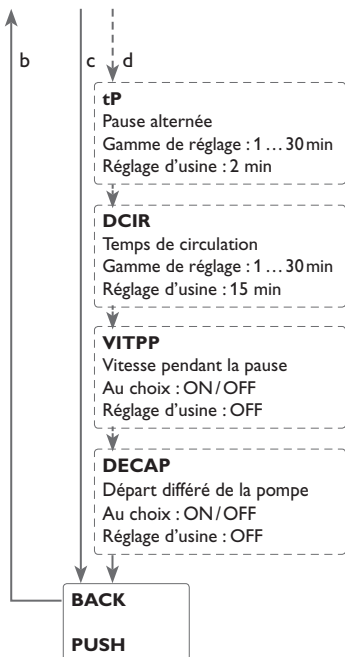 b
c
d
tP
Pause alternée
Gamme de réglage : 1 … 30 min
Réglage d'usine : 2 min
DCIR
Temps de circulation
Gamme de réglage : 1 … 30 min
Réglage d'usine : 15 min
VITPP
Vitesse pendant la pause
Au choix : ON / OFF
Réglage d'usine : OFF
DECAP
Départ différé de la pompe
Au choix : ON / OFF
Réglage d'usine : OFF
BACK
PUSH